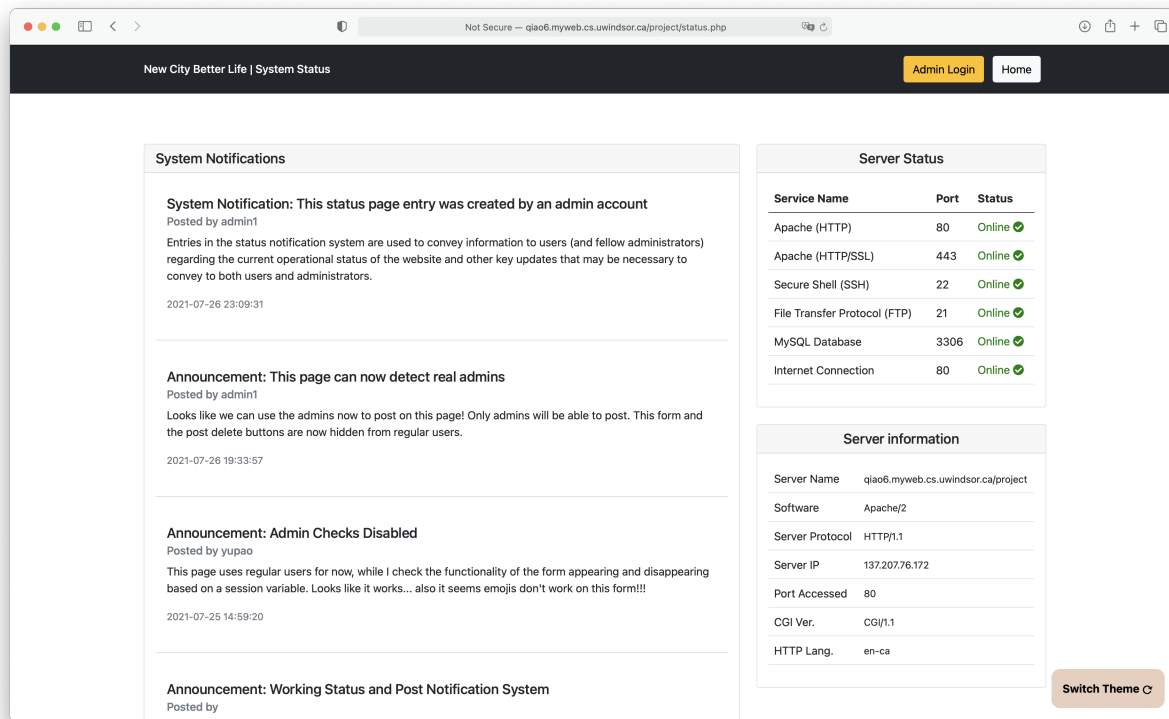 Not Secure — qiao6.myweb.cs.uwindsor.ca/project/status.php
New City Better Life | System Status
Admin Login
Home
System Notifications
System Notification: This status page entry was created by an admin account
Posted by admin1
Entries in the status notification system are used to convey information to users (and fellow administrators)
regarding the current operational status of the website and other key updates that may be necessary to
convey to both users and administrators.
2021-07-26 23:09:31
Announcement: This page can now detect real admins
Posted by admin1
Looks like we can use the admins now to post on this page! Only admins will be able to post. This form and
the post delete buttons are now hidden from regular users.
2021-07-26 19:33:57
Announcement: Admin Checks Disabled
Posted by yupao
This page uses regular users for now, while I check the functionality of the form appearing and disappearing
based on a session variable. Looks like it works... also it seems emojis don't work on this form!!!
2021-07-25 14:59:20
Announcement: Working Status and Post Notification System
Posted by
Server Status
Service Name Port Status
Apache (HTTP) 80 Online
Apache (HTTP/SSL) 443 Online
Secure Shell (SSH) 22 Online
File Transfer Protocol (FTP) 21 Online
MySQL Database 3306 Online
Internet Connection 80 Online
Server information
Server Name qiao6.myweb.cs.uwindsor.ca/project
Software Apache/2
Server Protocol HTTP/1.1
Server IP 137.207.76.172
Port Accessed 80
CGI Ver. CGI/1.1
HTTP Lang. en-ca
Switch Theme